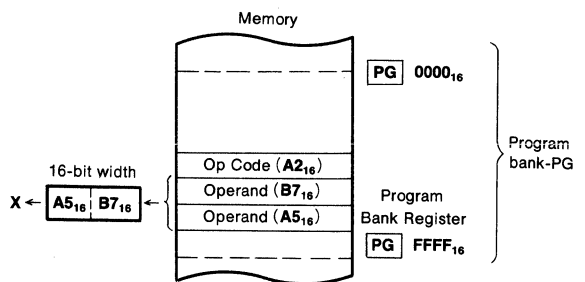 Memory
PG 0000₁₆
Program
bank-PG
Op Code (A2₁₆)
16-bit width
Operand (B7₁₆)
X ← A5₁₆ B7₁₆ ←
Operand (A5₁₆)
Program
Bank Register
PG FFFF₁₆